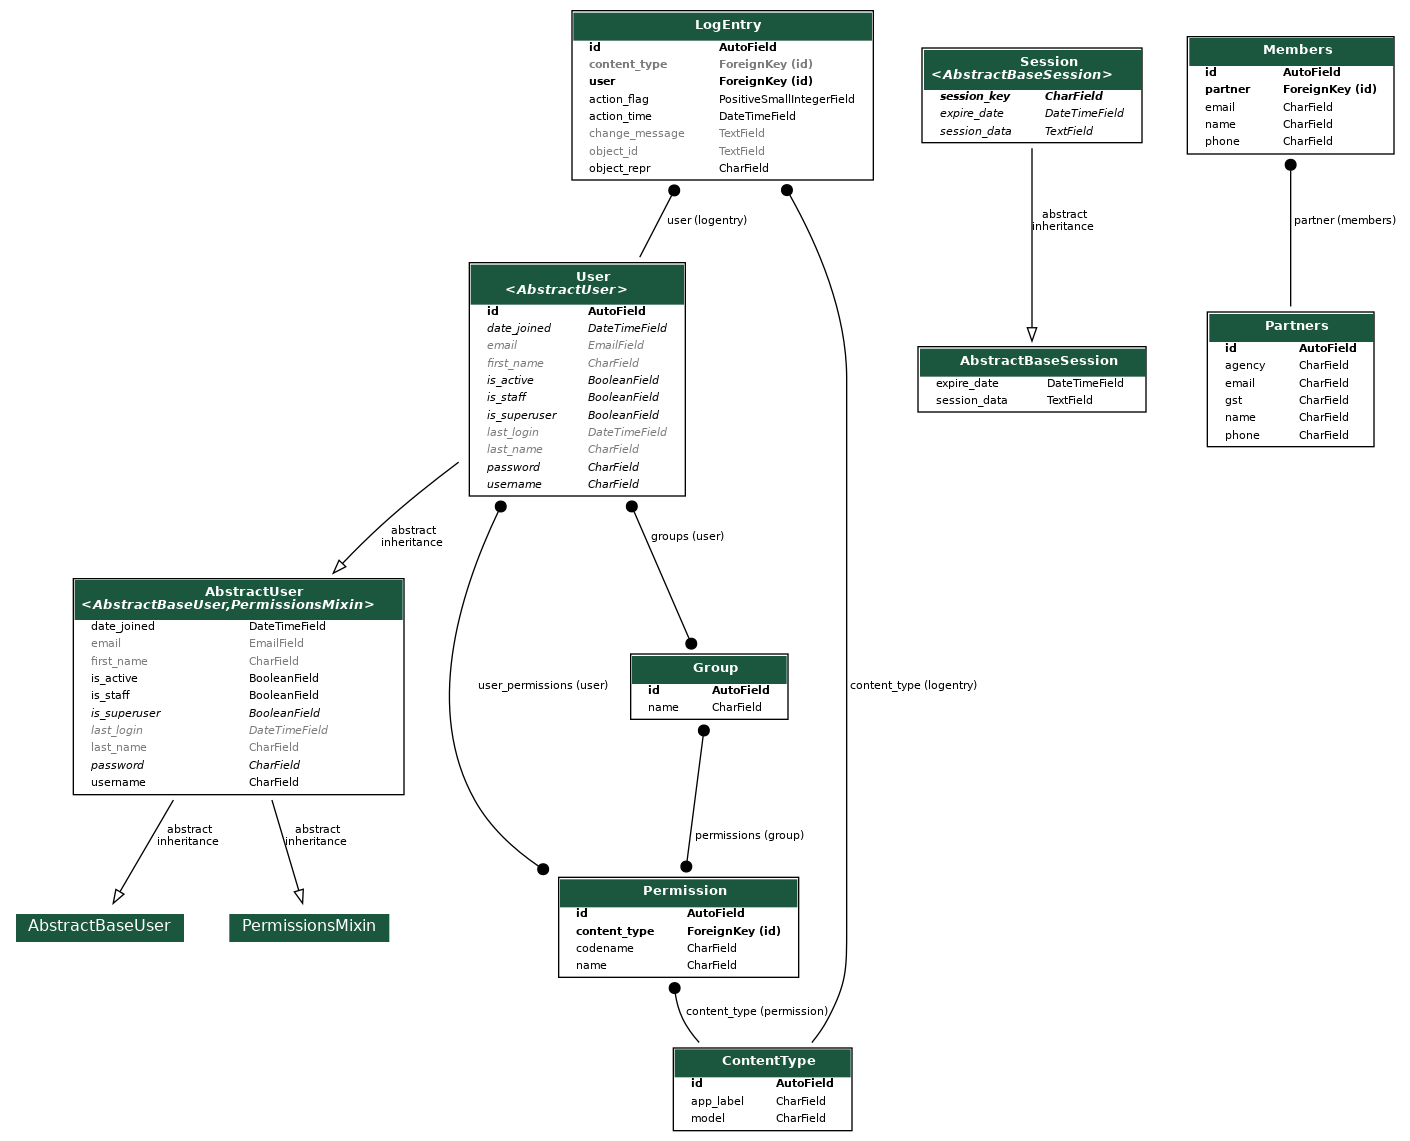 LogEntry
id AutoField
content_type ForeignKey (id)
user ForeignKey (id)
action_flag PositiveSmallIntegerField
action_time DateTimeField
change_message TextField
object_id TextField
object_repr CharField
Session
<AbstractBaseSession>
session_key CharField
expire_date DateTimeField
session_data TextField
Members
id AutoField
partner ForeignKey (id)
email CharField
name CharField
phone CharField
user (logentry)
abstract
inheritance
partner (members)
User
<AbstractUser>
id AutoField
date_joined DateTimeField
email EmailField
first_name CharField
is_active BooleanField
is_staff BooleanField
is_superuser BooleanField
last_login DateTimeField
last_name CharField
password CharField
username CharField
AbstractBaseSession
expire_date DateTimeField
session_data TextField
Partners
id AutoField
agency CharField
email CharField
gst CharField
name CharField
phone CharField
abstract
inheritance
groups (user)
AbstractUser
<AbstractBaseUser,PermissionsMixin>
date_joined DateTimeField
email EmailField
first_name CharField
is_active BooleanField
is_staff BooleanField
is_superuser BooleanField
last_login DateTimeField
last_name CharField
password CharField
username CharField
user_permissions (user)
Group
id AutoField
name CharField
content_type (logentry)
abstract
inheritance
abstract
inheritance
permissions (group)
AbstractBaseUser
PermissionsMixin
Permission
id AutoField
content_type ForeignKey (id)
codename CharField
name CharField
content_type (permission)
ContentType
id AutoField
app_label CharField
model CharField